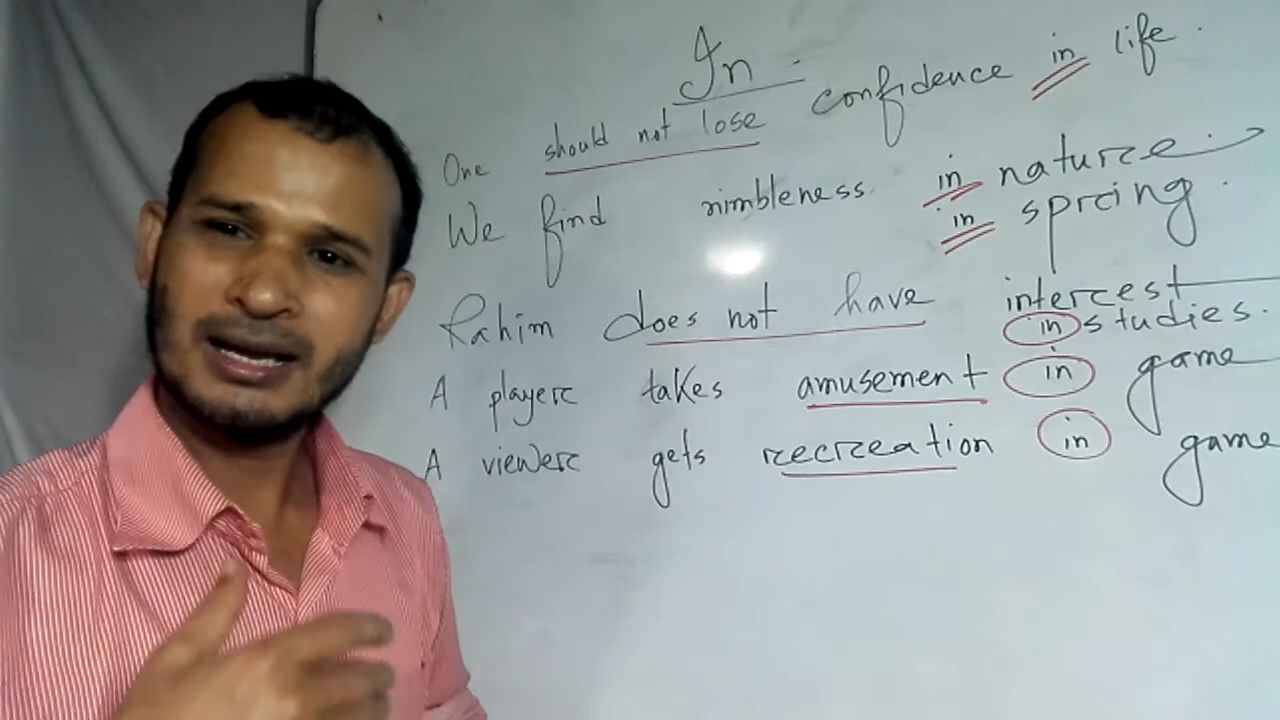 In
One should not lose confidence in life.
We find nimbleness in nature
in spring.
Rahim does not have interest
in studies.
A player takes amusement in game
A viewer gets recreation in game